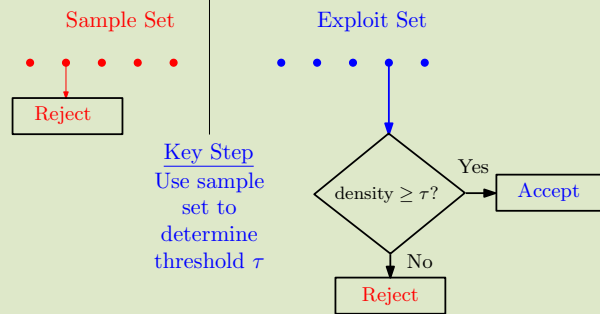 Sample Set
Exploit Set
Reject
Key Step
Use sample
set to
determine
threshold τ
density ≥ τ?
Yes
Accept
No
Reject